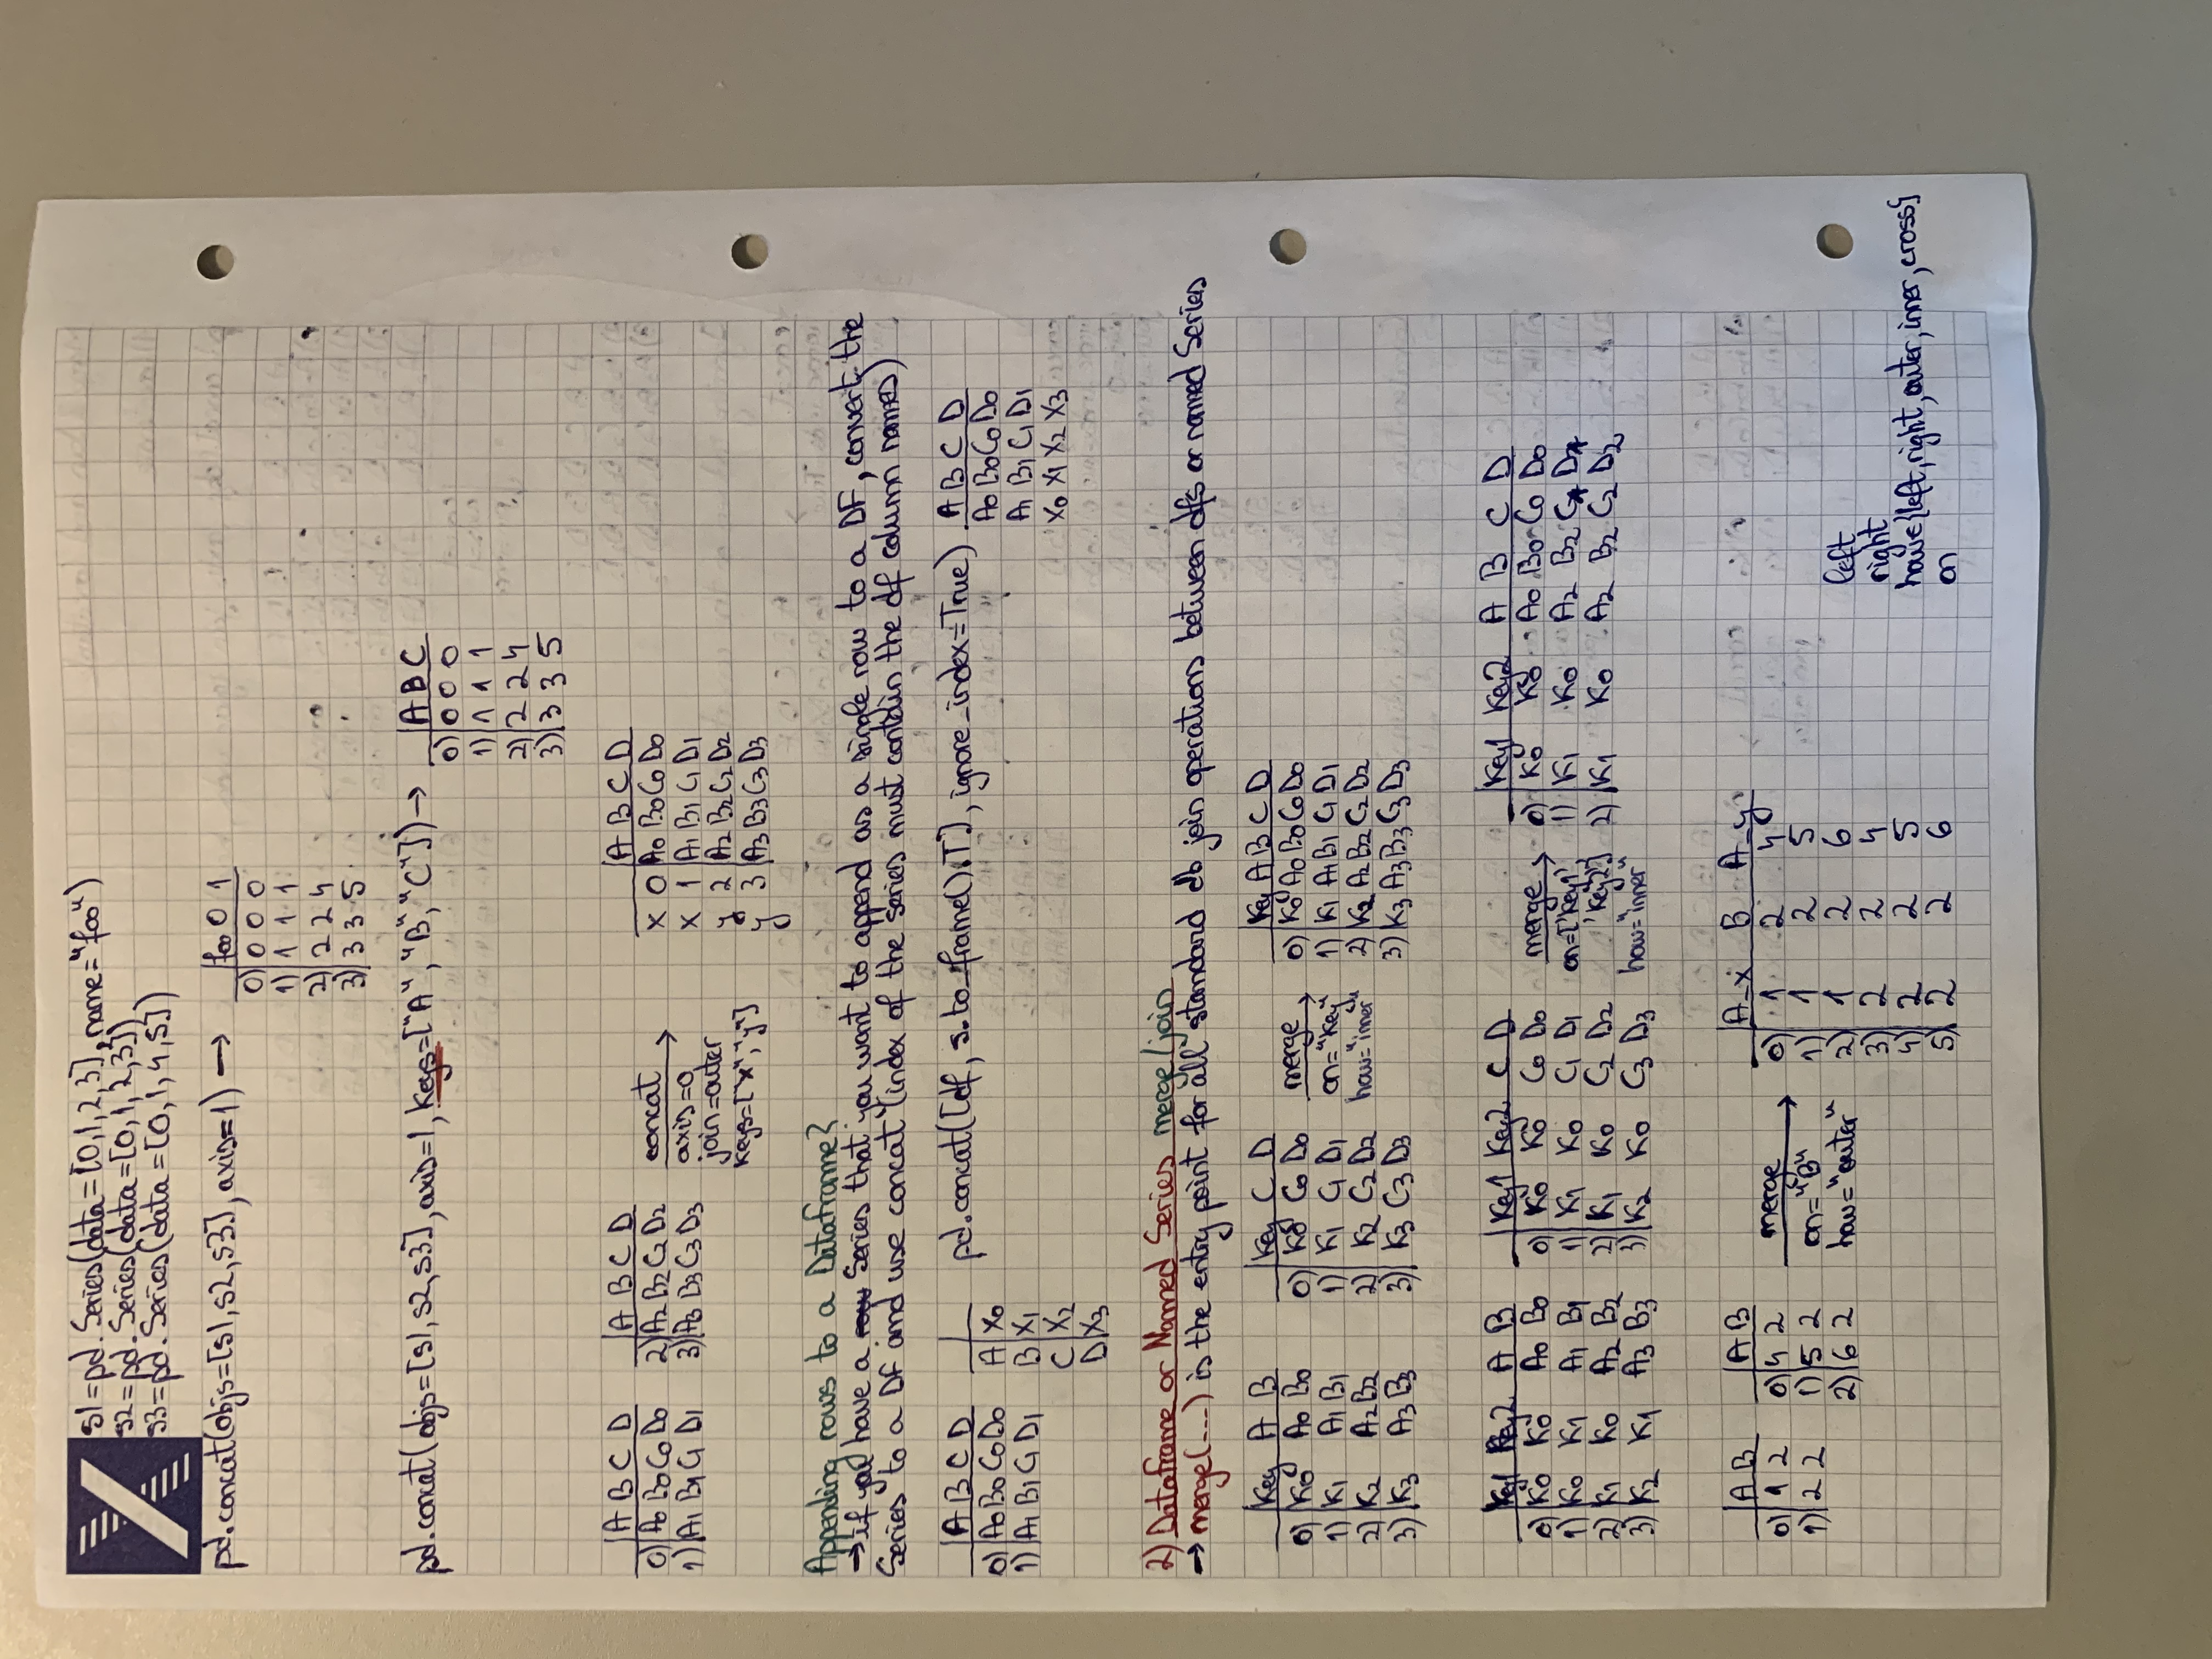 s1=pd.Series(data=[0,1,2,3],name="foo")
s2=pd.Series(data=[0,1,2,3])
s3=pd.Series(data=[0,1,4,5])
pd.concat(objs=[s1,s2,s3],axis=1) →
foo 0 1
0) 0 0 0
1) 1 1 1
2) 2 2 4
3) 3 3 5
pd.concat(objs=[s1,s2,s3],axis=1,keys=["A","B","C"]) →
A B C
0) 0 0 0
1) 1 1 1
2) 2 2 4
3) 3 3 5
A B C D
0) A0 B0 C0 D0
1) A1 B1 C1 D1
A B C D
2) A2 B2 C2 D2
3) A3 B3 C3 D3
concat
axis=0
join=outer
keys=["x","y"]
A B C D
x 0 A0 B0 C0 D0
x 1 A1 B1 C1 D1
y 2 A2 B2 C2 D2
y 3 A3 B3 C3 D3
Appending rows to a Dataframe?
→ if you have a Series that you want to append as a single row to a DF, convert the
Series to a DF and use concat (index of the series must contain the df column names)
A B C D
0) A0 B0 C0 D0
1) A1 B1 C1 D1
A X0
B X1
C X2
D X3
pd.concat([df, s.to_frame().T], ignore_index=True)
A B C D
A0 B0 C0 D0
A1 B1 C1 D1
X0 X1 X2 X3
2) Dataframe or Named Series merge/join
→ merge(....) is the entry point for all standard db join operations between dfs or named Series
Key A B
0) K0 A0 B0
1) K1 A1 B1
2) K2 A2 B2
3) K3 A3 B3
Key C D
0) K0 C0 D0
1) K1 C1 D1
2) K2 C2 D2
3) K3 C3 D3
merge
on="Key"
how="inner
Key A B C D
0) K0 A0 B0 C0 D0
1) K1 A1 B1 C1 D1
2) K2 A2 B2 C2 D2
3) K3 A3 B3 C3 D3
Key1 Key2 A B
0) K0 K0 A0 B0
1) K0 K1 A1 B1
2) K1 K0 A2 B2
3) K2 K1 A3 B3
Key1 Key2 C D
0) K0 K0 C0 D0
1) K1 K0 C1 D1
2) K1 K0 C2 D2
3) K2 K0 C3 D3
merge
on=["Key1",
"Key2"]
how="inner"
Key1 Key2 A B C D
0) K0 K0 A0 B0 C0 D0
1) K1 K0 A2 B2 C1 D1
2) K1 K0 A2 B2 C2 D2
A B
0) 1 2
1) 2 2
A B
0) 4 2
1) 5 2
2) 6 2
merge
on="B"
how="outer"
A_x B A_y
0) 1 2 4
1) 1 2 5
2) 1 2 6
3) 2 2 4
4) 2 2 5
5) 2 2 6
left
right
how∈{left,right,outer,inner,cross}
on